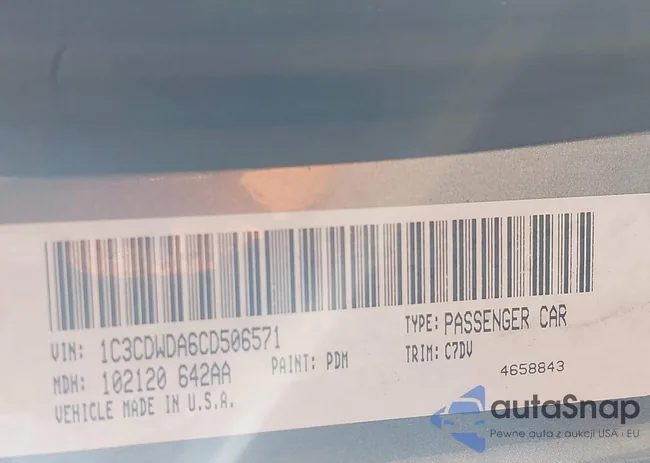 VIN: 1C3CDWDA6CD506571
TYPE: PASSENGER CAR
MDH: 102120 642AA
PAINT: PDM
TRIM: C7DV
VEHICLE MADE IN U.S.A.
4658843
autaSnap
Pewne auta z aukcji USA i EU